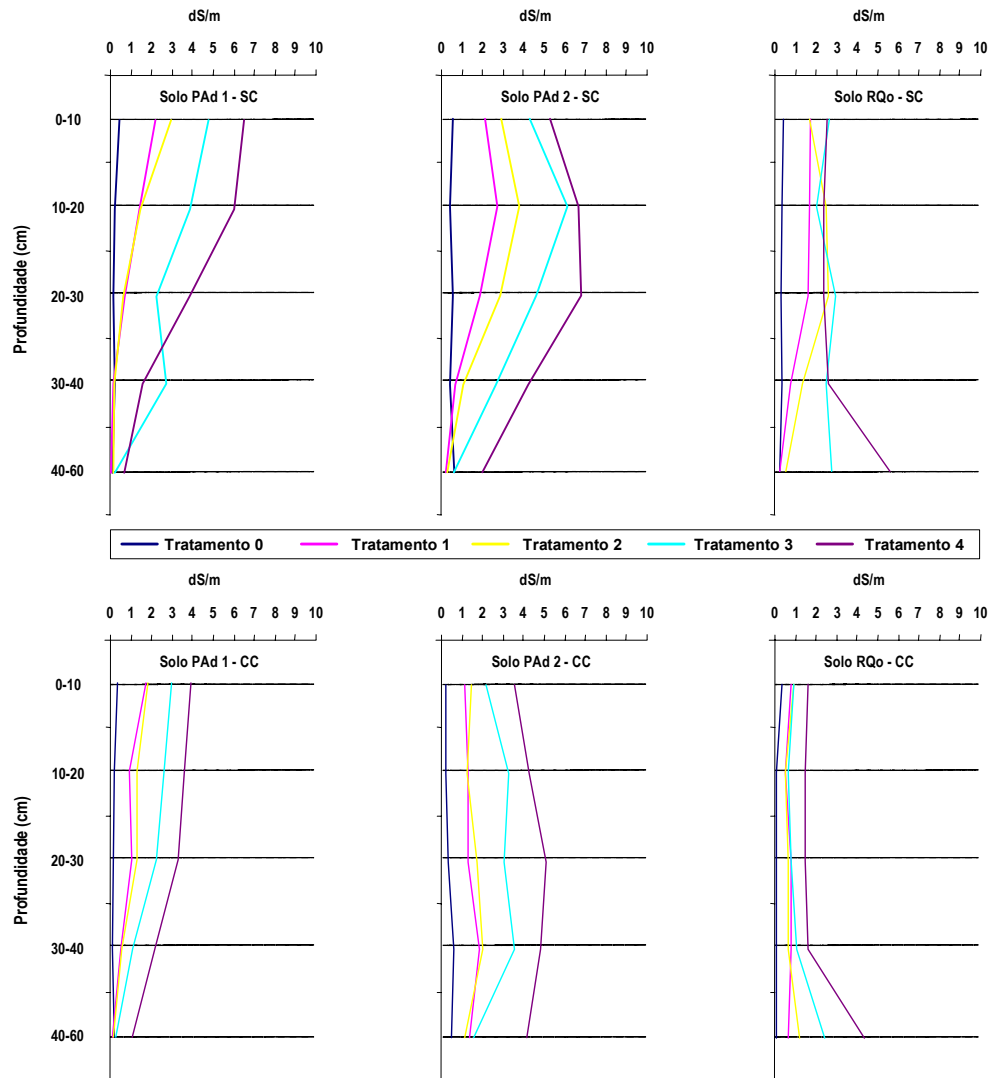 dS/m
dS/m
dS/m
0 1 2 3 4 5 6 7 8 9 10
0 1 2 3 4 5 6 7 8 9 10
0 1 2 3 4 5 6 7 8 9 10
Solo PAd 1 - SC
Solo PAd 2 - SC
Solo RQo - SC
Profundidade (cm)
0-10
10-20
20-30
30-40
40-60
Tratamento 0
Tratamento 1
Tratamento 2
Tratamento 3
Tratamento 4
dS/m
dS/m
dS/m
0 1 2 3 4 5 6 7 8 9 10
0 1 2 3 4 5 6 7 8 9 10
0 1 2 3 4 5 6 7 8 9 10
Solo PAd 1 - CC
Solo PAd 2 - CC
Solo RQo - CC
Profundidade (cm)
0-10
10-20
20-30
30-40
40-60